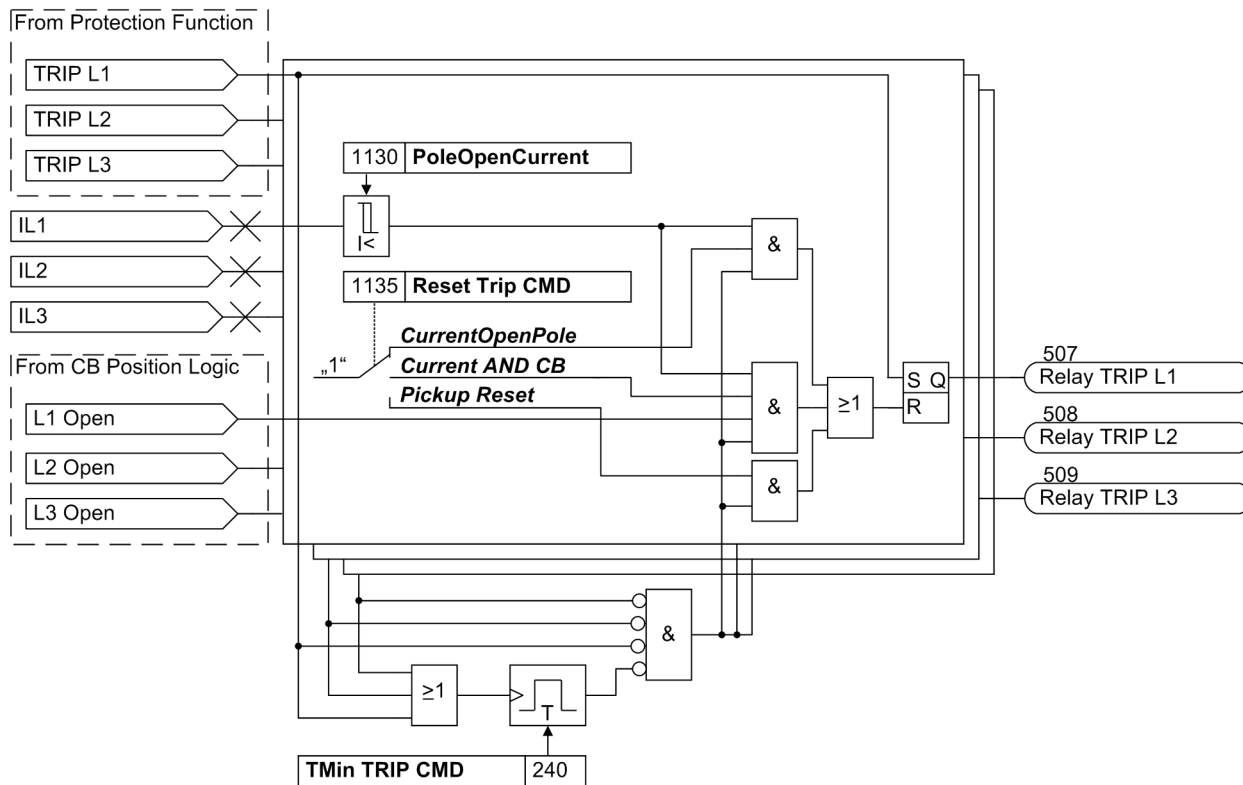 From Protection Function
TRIP L1
TRIP L2
TRIP L3
1130 PoleOpenCurrent
IL1
I<
&
IL2
1135 Reset Trip CMD
IL3
CurrentOpenPole
„1“
Current AND CB
Pickup Reset
From CB Position Logic
L1 Open
L2 Open
L3 Open
&
≥1
&
S Q
R
507
Relay TRIP L1
508
Relay TRIP L2
509
Relay TRIP L3
&
≥1
T
TMin TRIP CMD 240